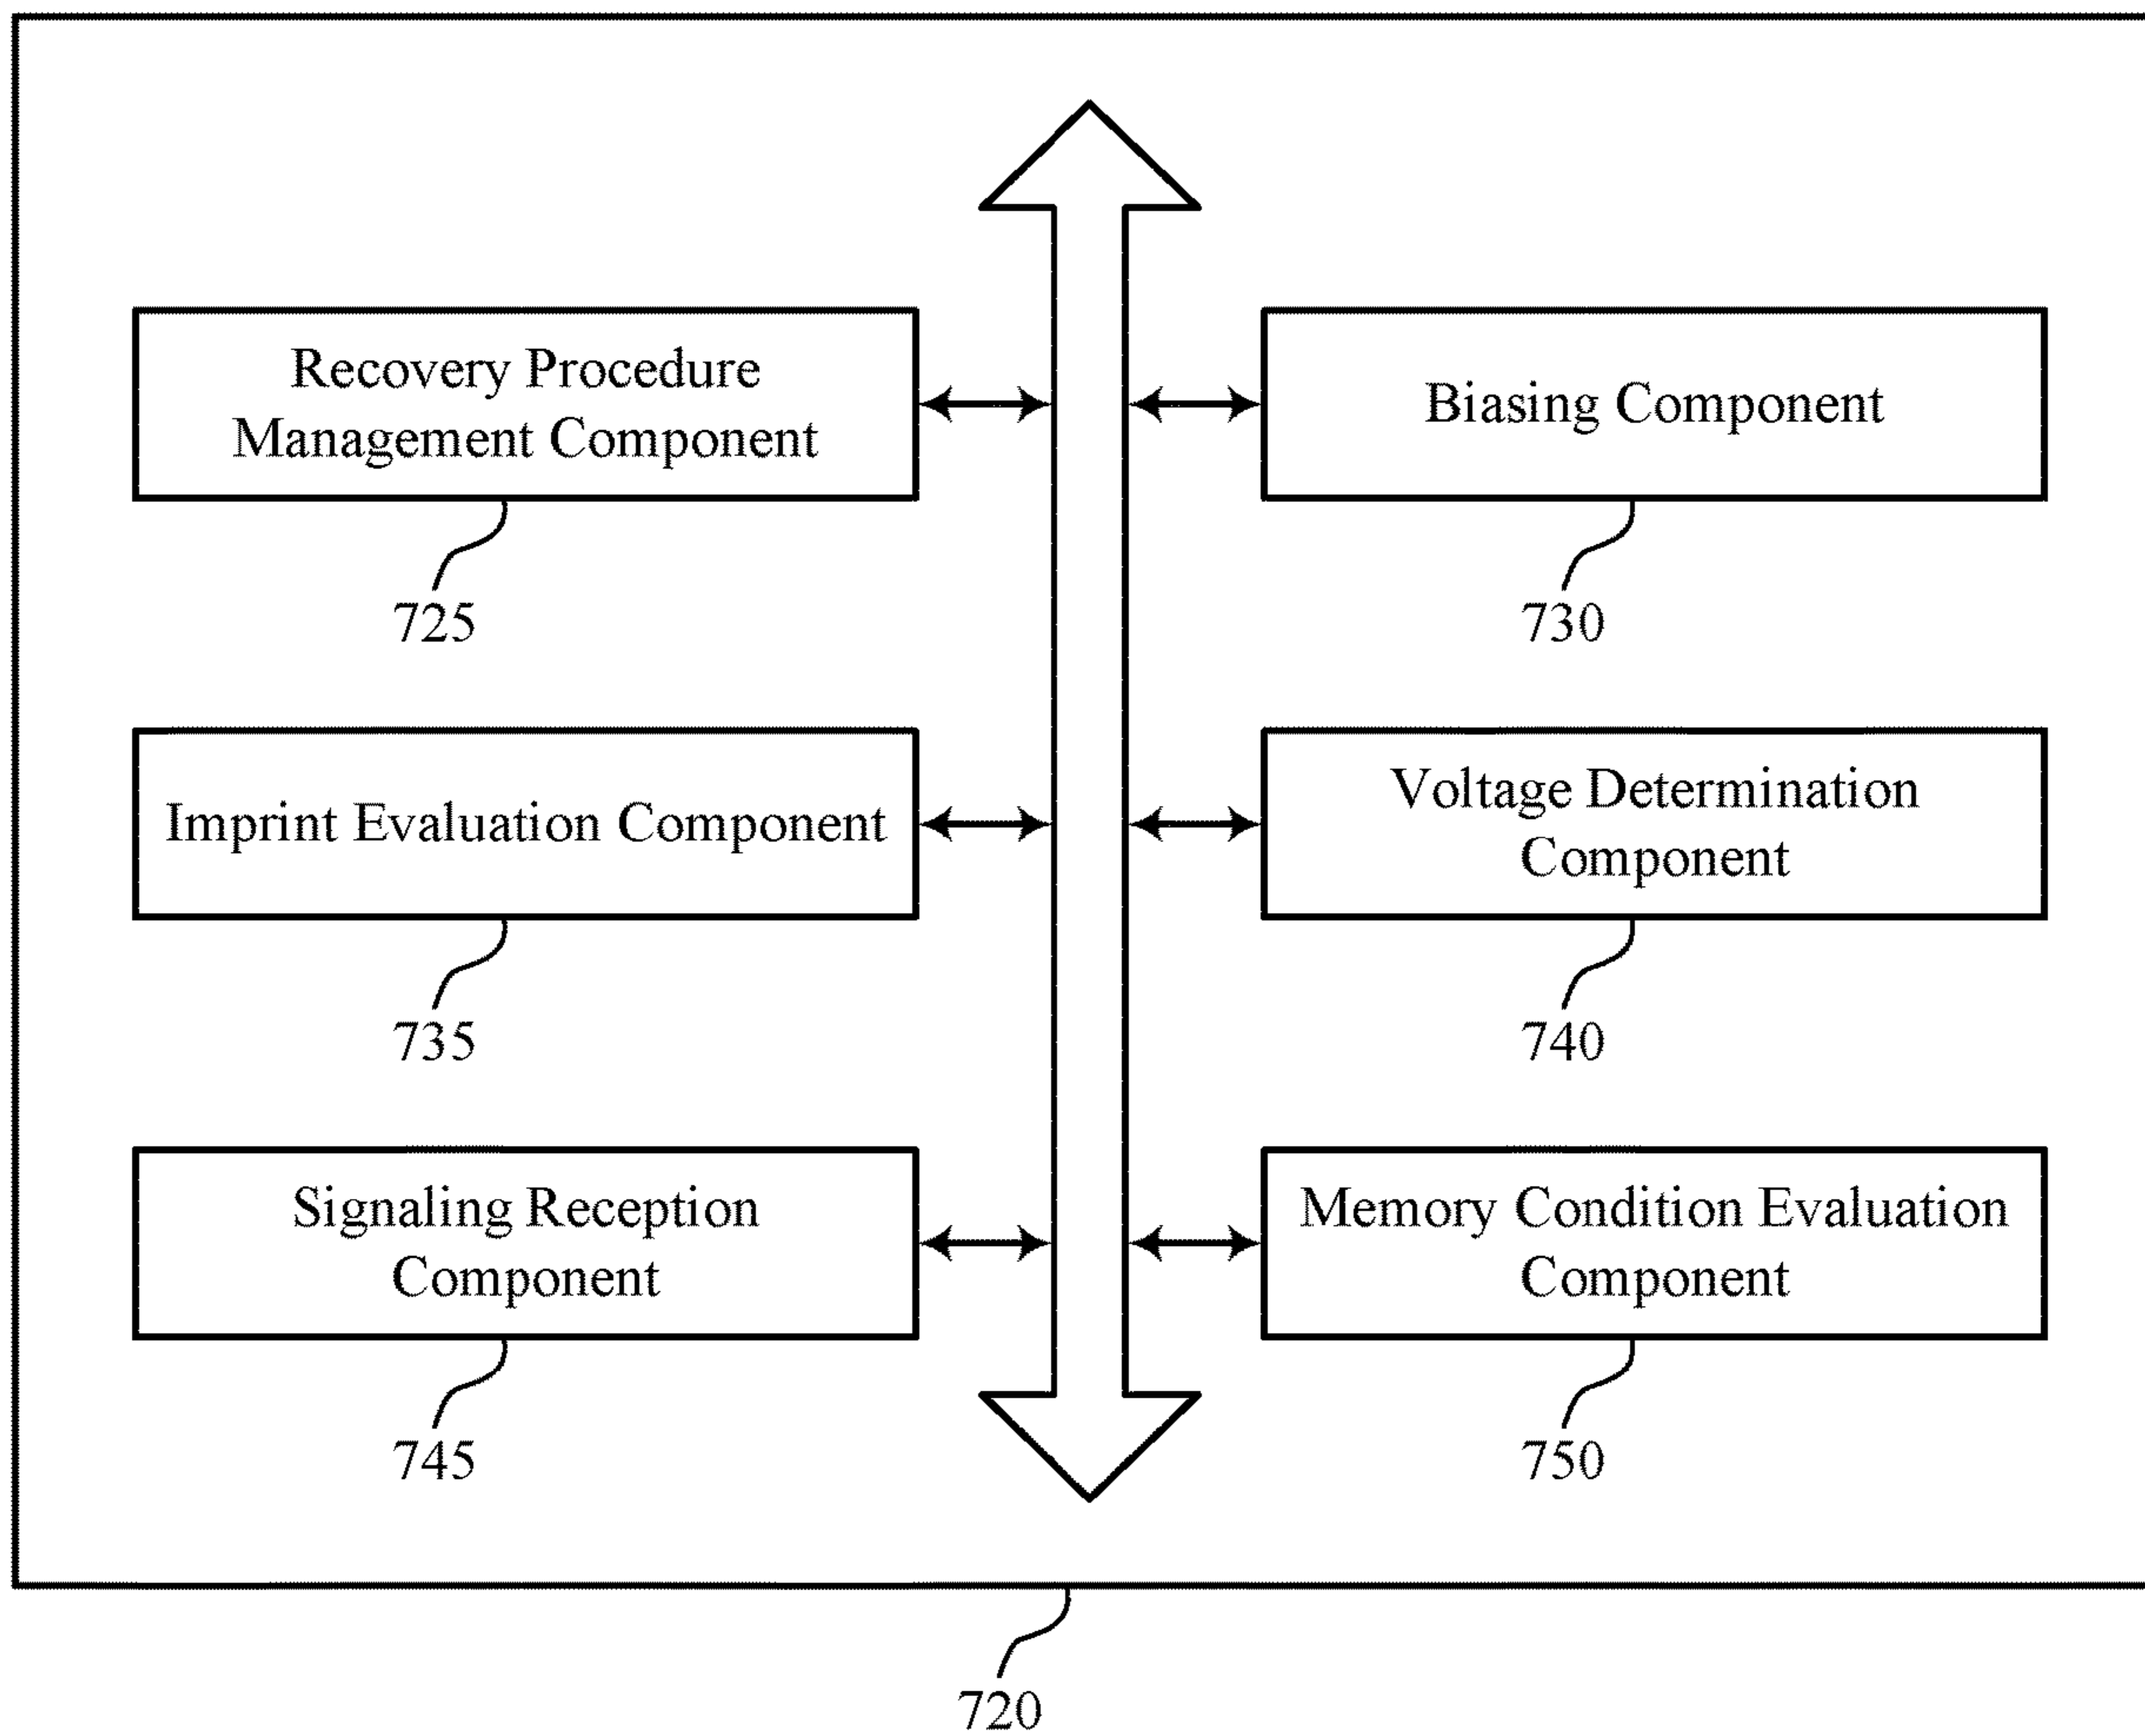 Recovery Procedure
Management Component
725
Biasing Component
730
Imprint Evaluation Component
735
Voltage Determination
Component
740
Signaling Reception
Component
745
Memory Condition Evaluation
Component
750
720